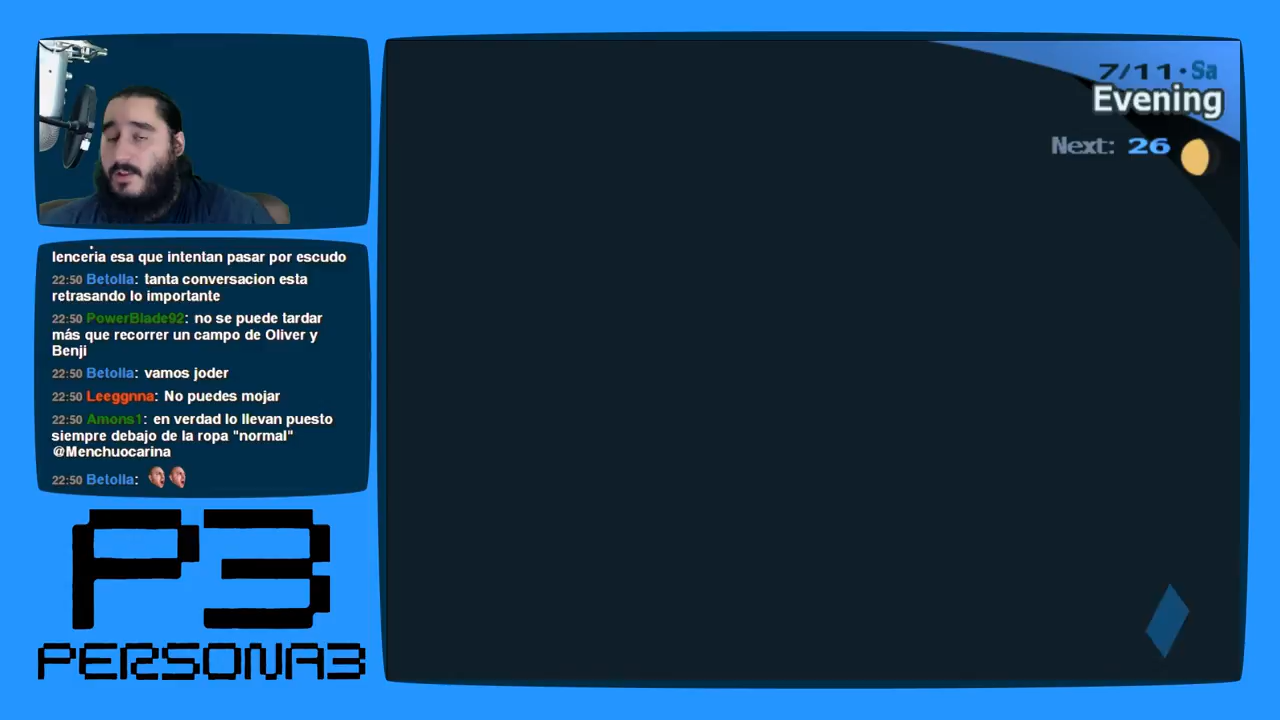 7/11・Sa
Evening
Next: 26
lenceria esa que intentan pasar por escudo
22:50 Betolla: tanta conversacion esta
retrasando lo importante
22:50 PowerBlade92: no se puede tardar
más que recorrer un campo de Oliver y
Benji
22:50 Betolla: vamos joder
22:50 Leeggnna: No puedes mojar
22:50 Amons1: en verdad lo llevan puesto
siempre debajo de la ropa "normal"
@Menchuocarina
22:50 Betolla:
P3
PERSONA3